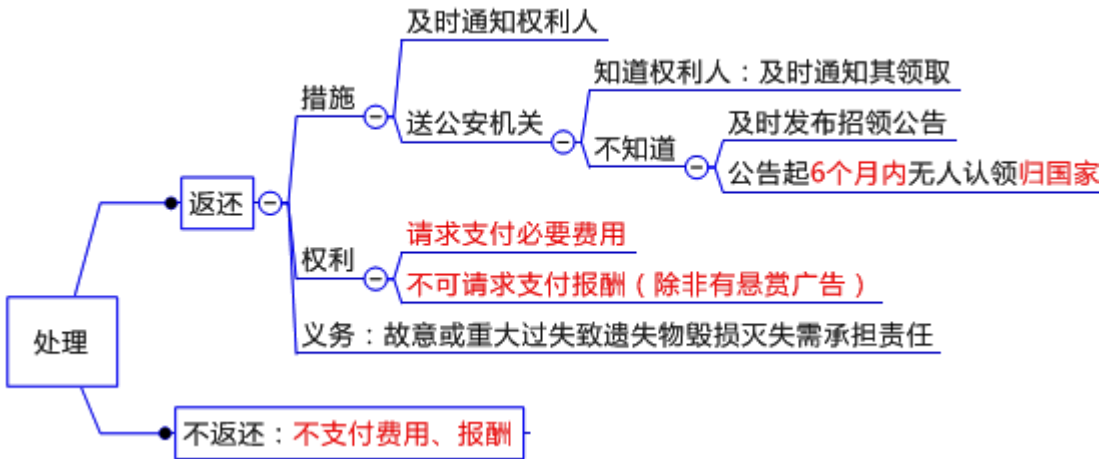 及时通知权利人
知道权利人：及时通知其领取
措施
送公安机关
及时发布招领公告
不知道
公告起6个月内无人认领归国家
返还
请求支付必要费用
权利
不可请求支付报酬（除非有悬赏广告）
处理
义务：故意或重大过失致遗失物毁损灭失需承担责任
不返还：不支付费用、报酬